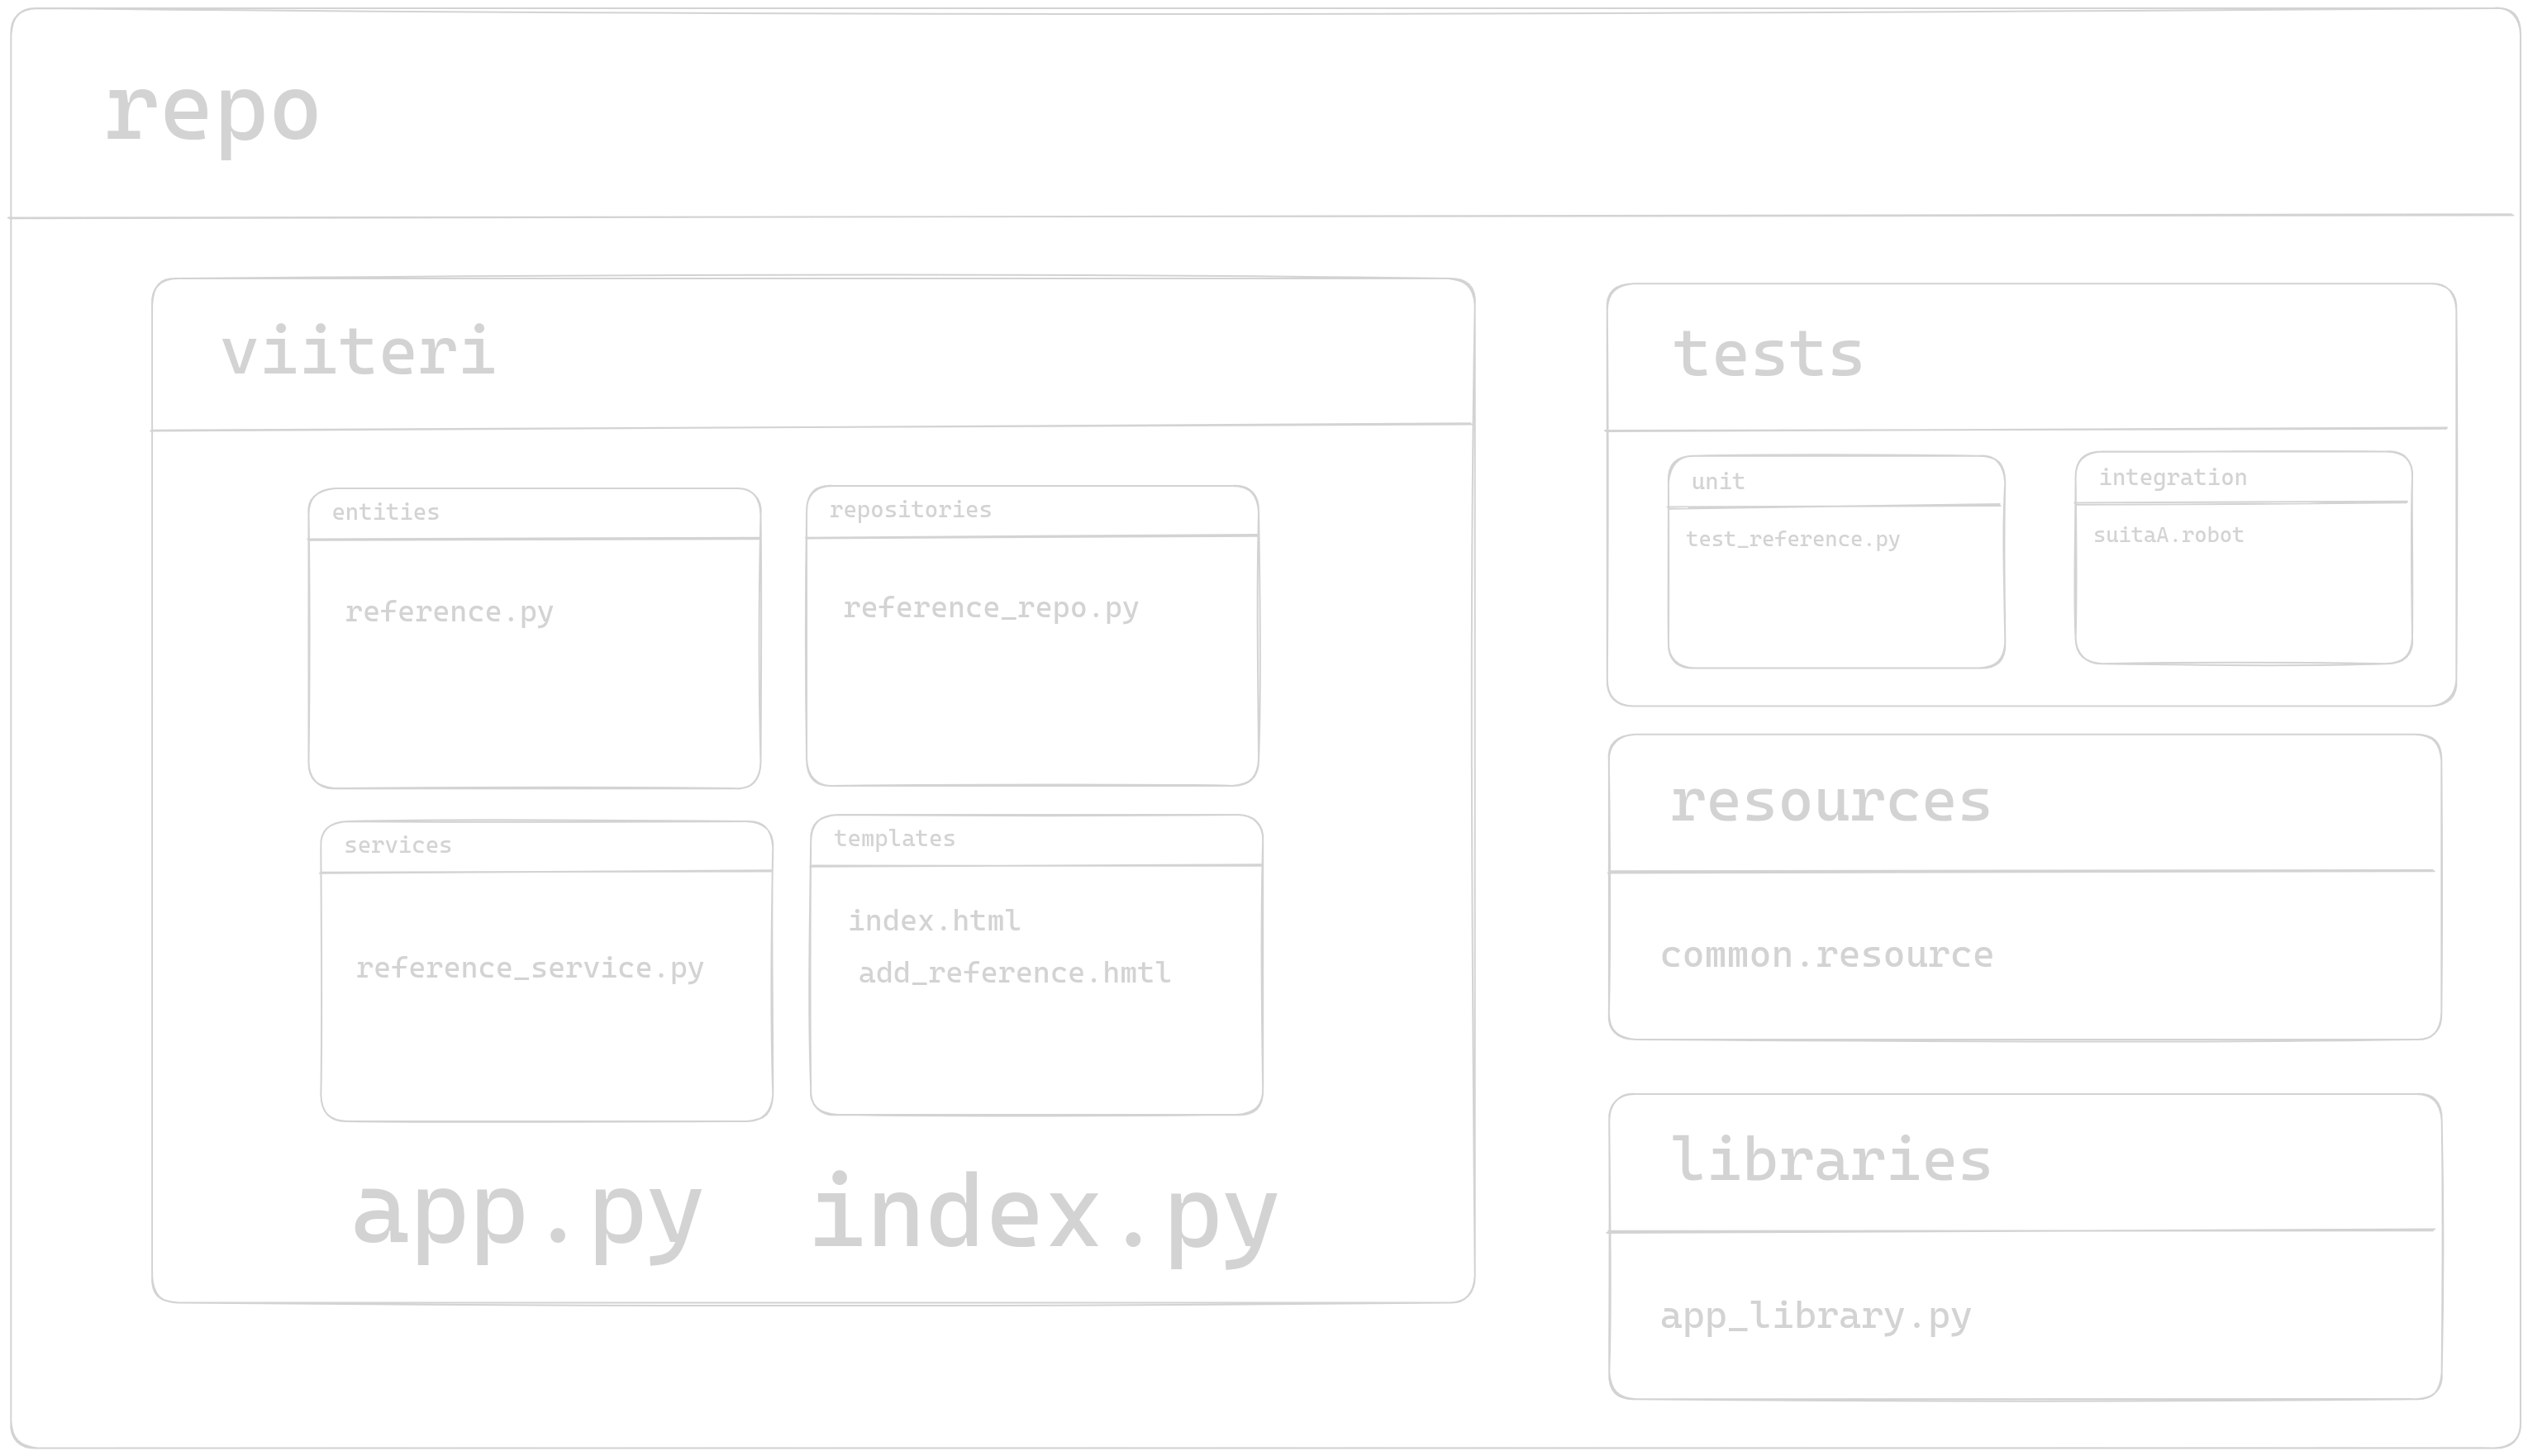 repo
viiteri
entities
reference.py
repositories
reference_repo.py
services
reference_service.py
templates
index.html
add_reference.hmtl
app.py
index.py
tests
unit
test_reference.py
integration
suitaA.robot
resources
common.resource
libraries
app_library.py